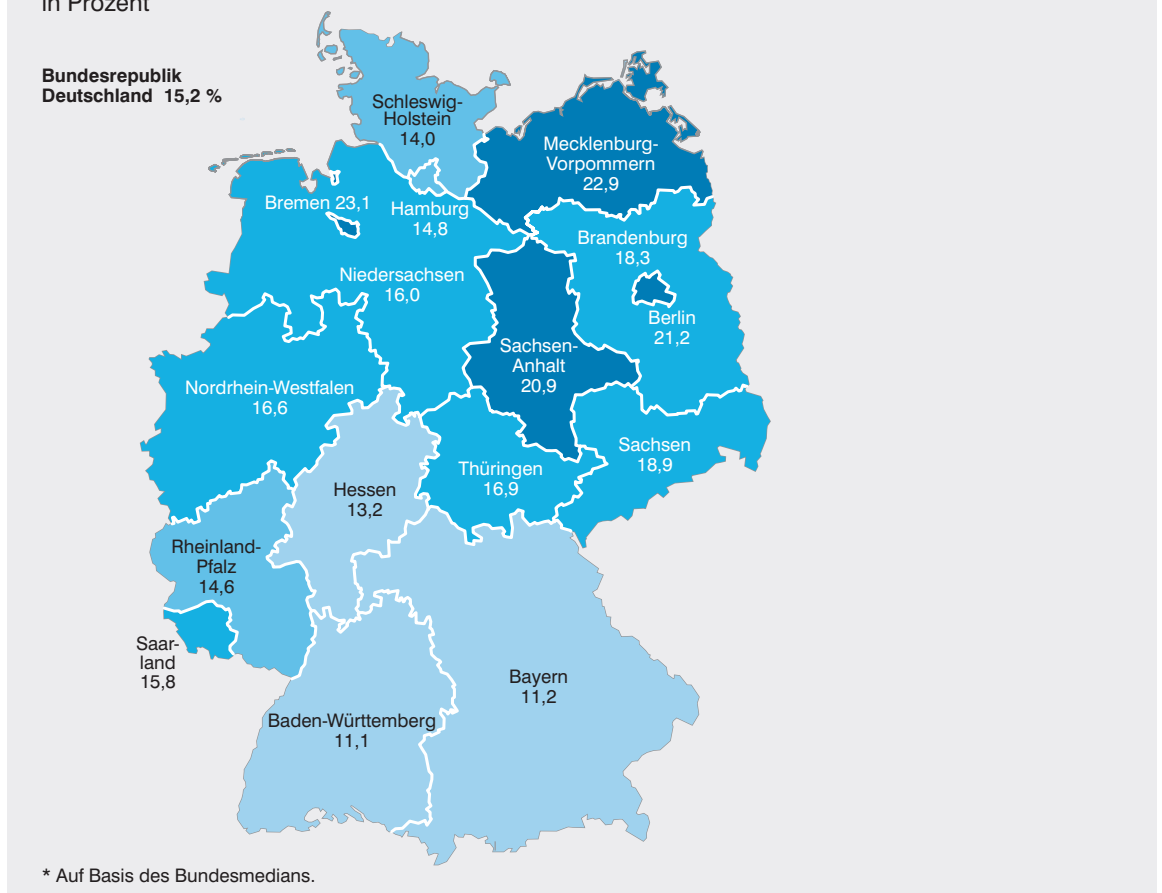 in Prozent
Bundesrepublik
Deutschland 15,2 %
Schleswig-
Holstein
14,0
Mecklenburg-
Vorpommern
22,9
Bremen 23,1
Hamburg
14,8
Brandenburg
18,3
Niedersachsen
16,0
Berlin
21,2
Sachsen-
Anhalt
20,9
Nordrhein-Westfalen
16,6
Sachsen
18,9
Thüringen
16,9
Hessen
13,2
Rheinland-
Pfalz
14,6
Saar-
land
15,8
Bayern
11,2
Baden-Württemberg
11,1
* Auf Basis des Bundesmedians.